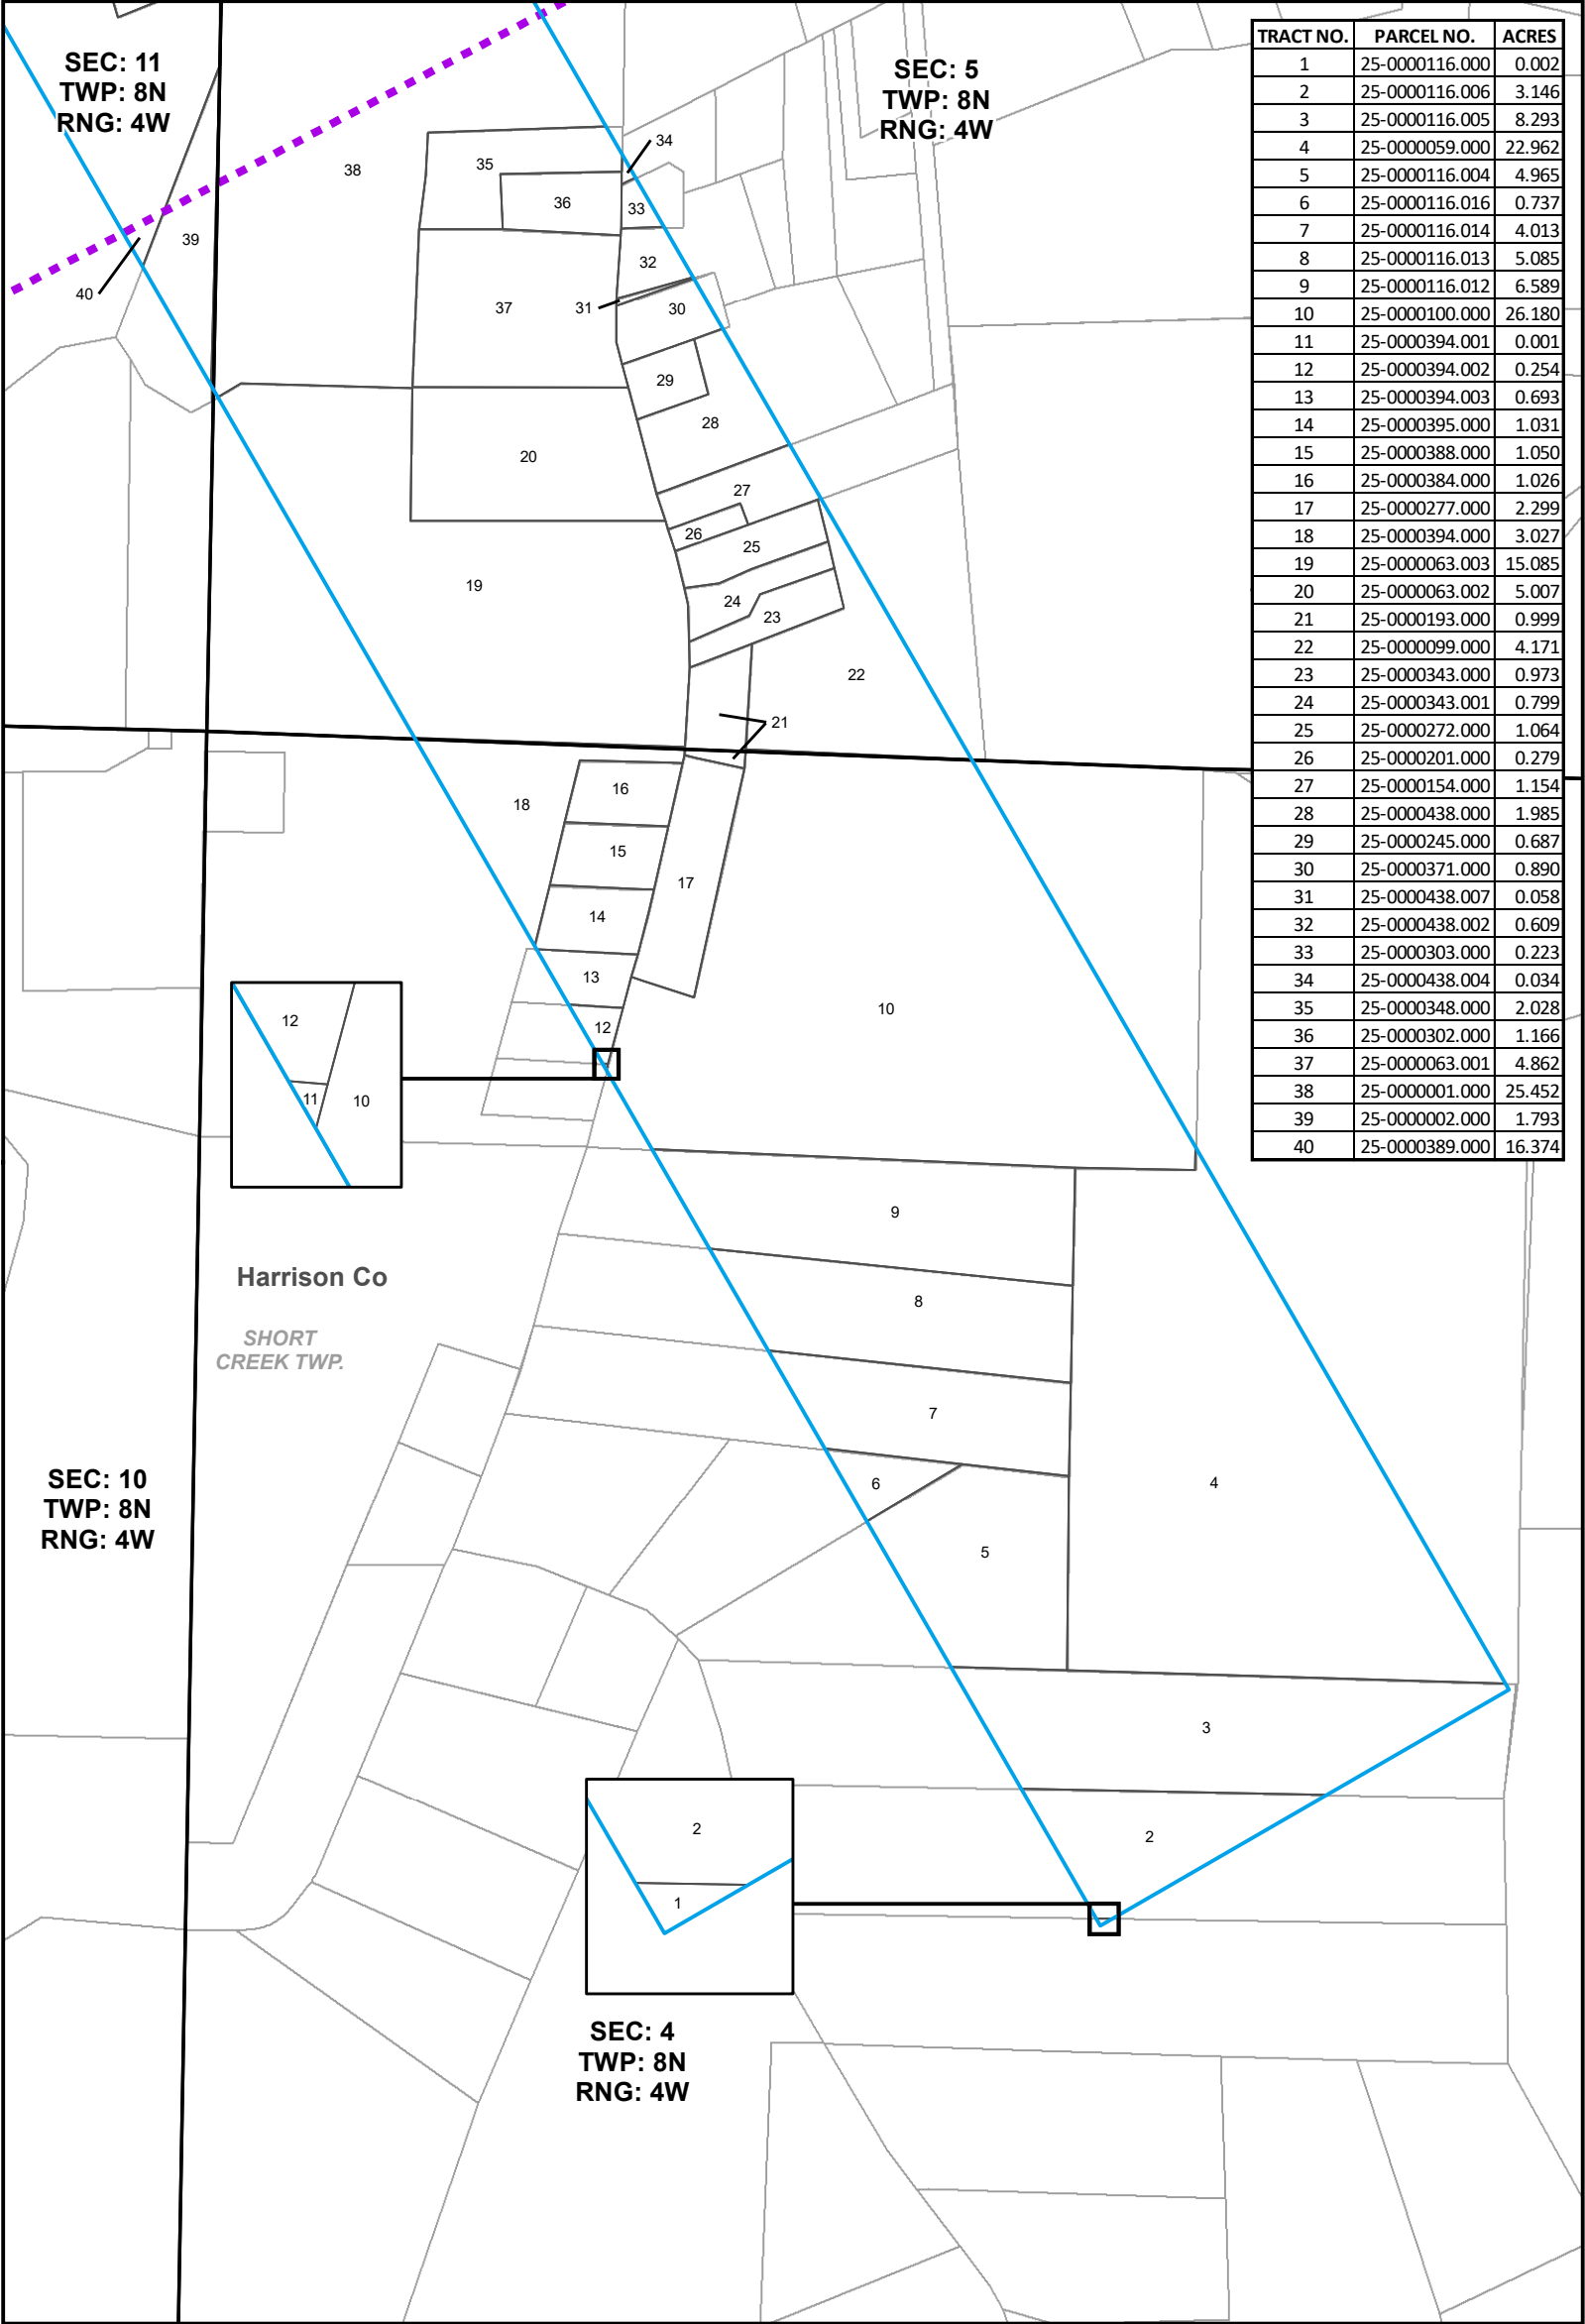 SEC: 11
TWP: 8N
RNG: 4W
SEC: 5
TWP: 8N
RNG: 4W
TRACT NO. PARCEL NO. ACRES
1 25-0000116.000 0.002
2 25-0000116.006 3.146
3 25-0000116.005 8.293
4 25-0000059.000 22.962
5 25-0000116.004 4.965
6 25-0000116.016 0.737
7 25-0000116.014 4.013
8 25-0000116.013 5.085
9 25-0000116.012 6.589
10 25-0000100.000 26.180
11 25-0000394.001 0.001
12 25-0000394.002 0.254
13 25-0000394.003 0.693
14 25-0000395.000 1.031
15 25-0000388.000 1.050
16 25-0000384.000 1.026
17 25-0000277.000 2.299
18 25-0000394.000 3.027
19 25-0000063.003 15.085
20 25-0000063.002 5.007
21 25-0000193.000 0.999
22 25-0000099.000 4.171
23 25-0000343.000 0.973
24 25-0000343.001 0.799
25 25-0000272.000 1.064
26 25-0000201.000 0.279
27 25-0000154.000 1.154
28 25-0000438.000 1.985
29 25-0000245.000 0.687
30 25-0000371.000 0.890
31 25-0000438.007 0.058
32 25-0000438.002 0.609
33 25-0000303.000 0.223
34 25-0000438.004 0.034
35 25-0000348.000 2.028
36 25-0000302.000 1.166
37 25-0000063.001 4.862
38 25-0000001.000 25.452
39 25-0000002.000 1.793
40 25-0000389.000 16.374
34
35
38
36
33
39
32
40
31
37
30
29
28
20
27
26
25
19
24
23
22
21
16
18
15
17
14
13
10
12
12
11
10
9
Harrison Co
8
SHORT
CREEK TWP.
7
SEC: 10
TWP: 8N
RNG: 4W
6
4
5
3
2
2
1
SEC: 4
TWP: 8N
RNG: 4W